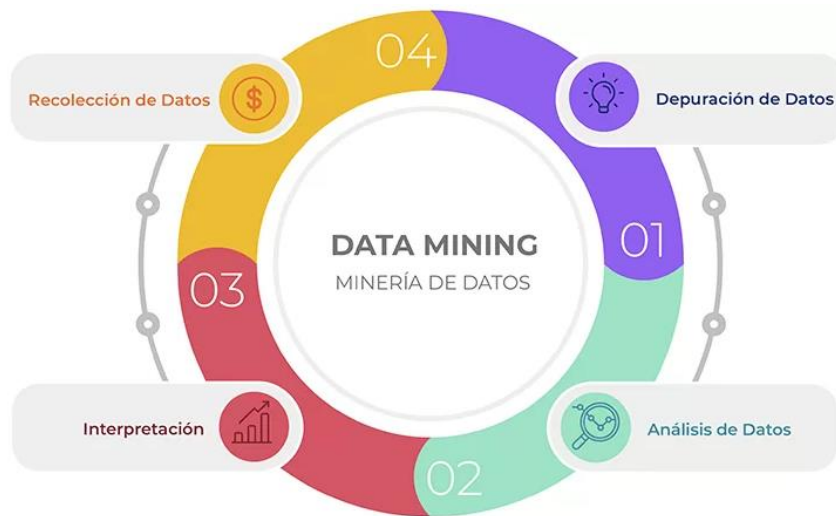 04
Recolección de Datos
$
Depuración de Datos
01
DATA MINING
MINERÍA DE DATOS
03
Interpretación
Análisis de Datos
02